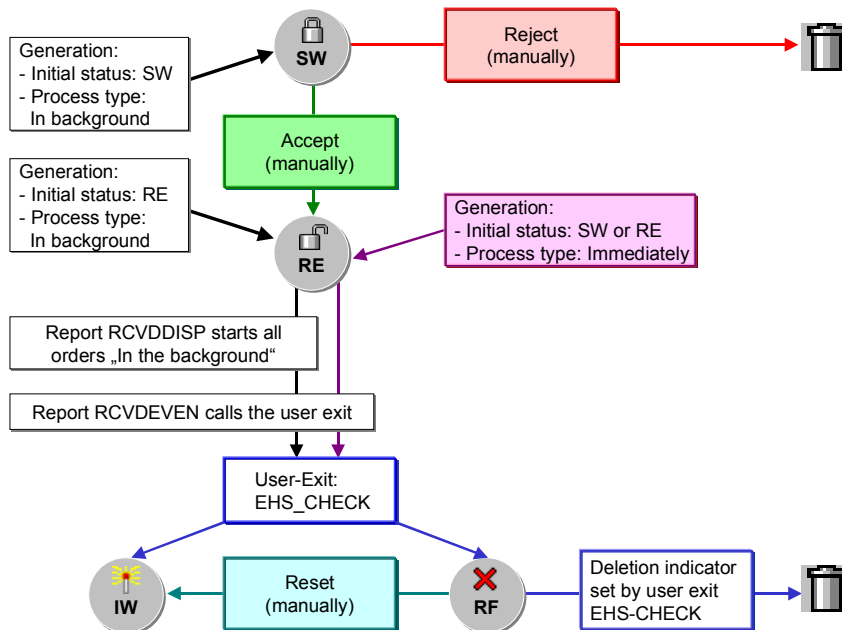 Generation:
- Initial status: SW
- Process type:
In background
SW
Reject
(manually)
Accept
(manually)
Generation:
- Initial status: RE
- Process type:
In background
RE
Generation:
- Initial status: SW or RE
- Process type: Immediately
Report RCVDDISP starts all
orders „In the background“
Report RCVDEVEN calls the user exit
User-Exit:
EHS_CHECK
IW
Reset
(manually)
RF
Deletion indicator
set by user exit
EHS-CHECK